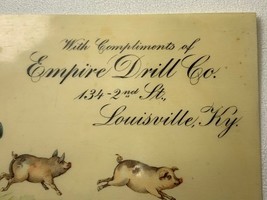 With Compliments of
Empire Drill Co.
134-2nd St.,
Louisville, Ky.